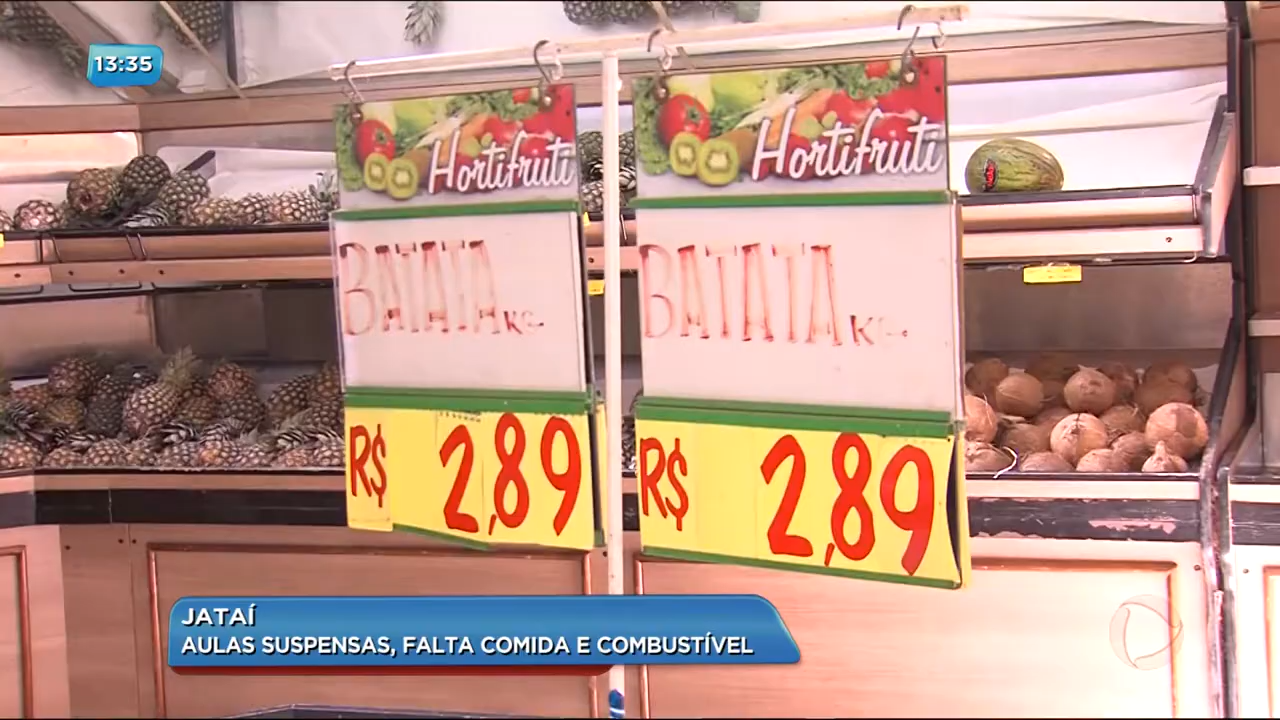 13:35
Hortifruti
BATATA KG.
R$ 2,89
Hortifruti
BATATA KG.
R$ 2,89
JATAÍ
AULAS SUSPENSAS, FALTA COMIDA E COMBUSTÍVEL